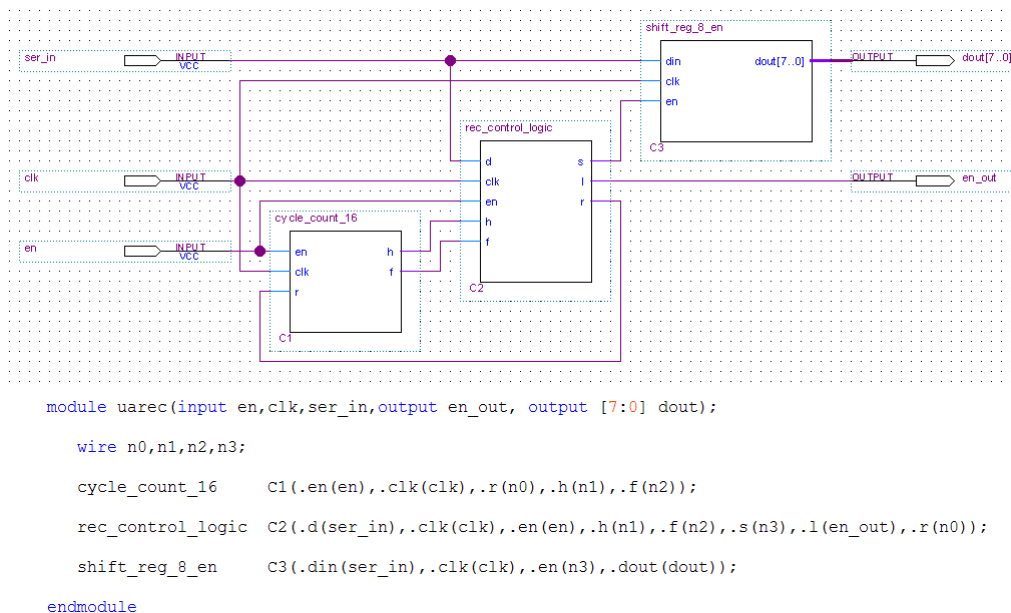 shift_reg_8_en
ser_in INPUT VCC din dout[7..0] OUTPUT dout[7..0]
clk
en
rec_control_logic
C3
d s
clk INPUT VCC clk l OUTPUT en_out
en r
cycle_count_16 h
en INPUT VCC en h f
clk f
C2
r
C1
module uarec(input en,clk,ser_in,output en_out, output [7:0] dout);
wire n0,n1,n2,n3;
cycle_count_16 C1(.en(en),.clk(clk),.r(n0),.h(n1),.f(n2));
rec_control_logic C2(.d(ser_in),.clk(clk),.en(en),.h(n1),.f(n2),.s(n3),.l(en_out),.r(n0));
shift_reg_8_en C3(.din(ser_in),.clk(clk),.en(n3),.dout(dout));
endmodule